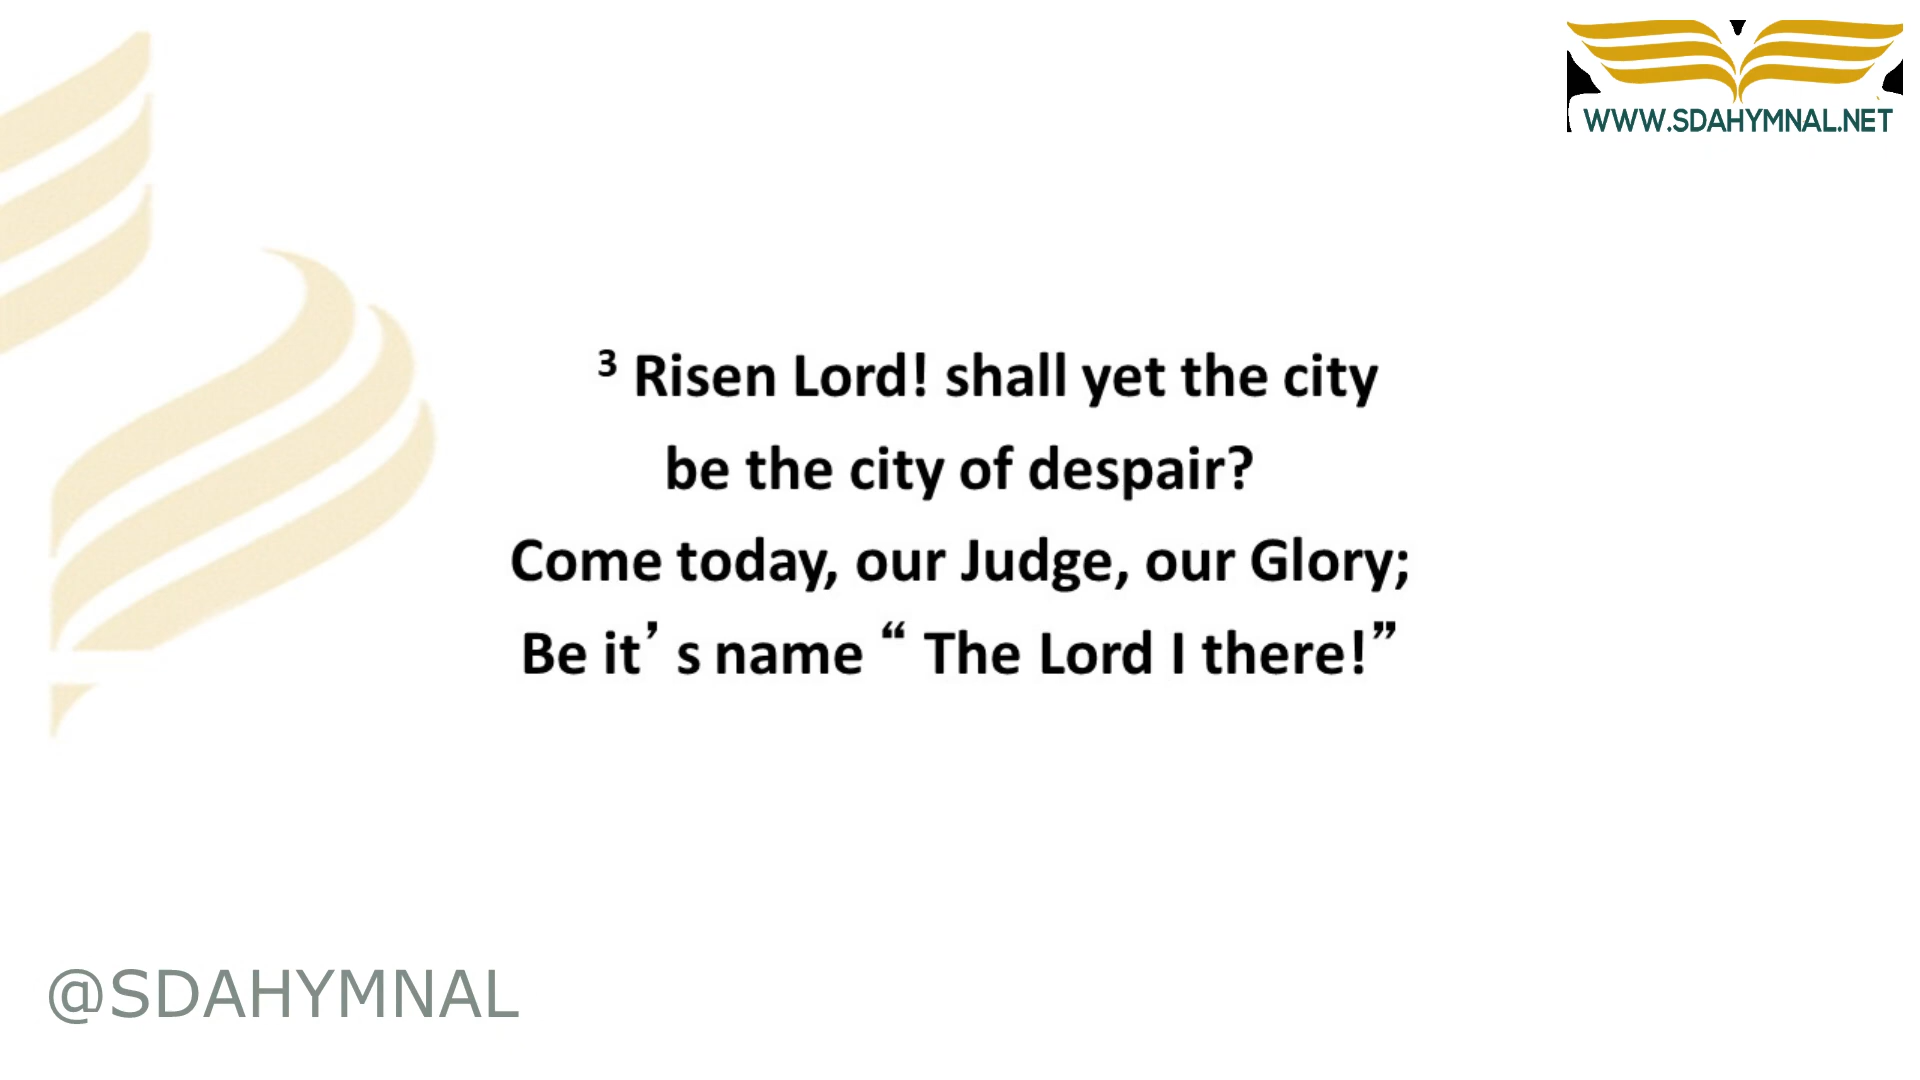 WWW.SDAHYMNAL.NET
³ Risen Lord! shall yet the city
be the city of despair?
Come today, our Judge, our Glory;
Be it’ s name “ The Lord I there!”
@SDAHYMNAL